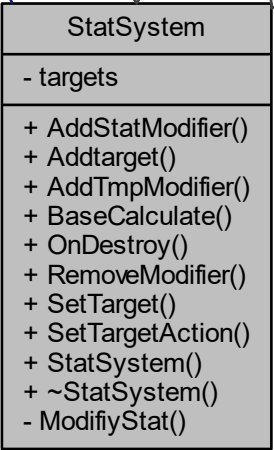 StatSystem
- targets
+ AddStatModifier()
+ Addtarget()
+ AddTmpModifier()
+ BaseCalculate()
+ OnDestroy()
+ RemoveModifier()
+ SetTarget()
+ SetTargetAction()
+ StatSystem()
+ ~StatSystem()
- ModifiyStat()